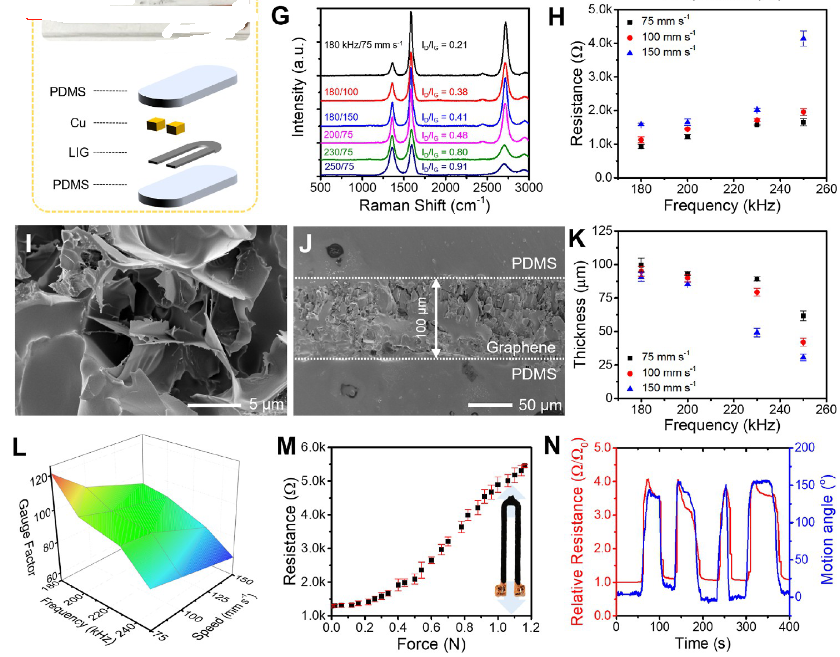 PDMS
Cu
LIG
PDMS
G
Intensity (a.u.)
180 kHz/75 mm s⁻¹
I_D/I_G = 0.21
180/100
I_D/I_G = 0.38
180/150
I_D/I_G = 0.41
200/75
I_D/I_G = 0.48
230/75
I_D/I_G = 0.80
250/75
I_D/I_G = 0.91
500 1000 1500 2000 2500 3000
Raman Shift (cm⁻¹)
H
Resistance (Ω)
5.0k
4.0k
3.0k
2.0k
1.0k
0.0
75 mm s⁻¹
100 mm s⁻¹
150 mm s⁻¹
180 200 220 240 260
Frequency (kHz)
I
5 μm
J
PDMS
100 μm
Graphene
PDMS
50 μm
K
Thickness (μm)
125
100
75
50
25
0
75 mm s⁻¹
100 mm s⁻¹
150 mm s⁻¹
180 200 220 240 260
Frequency (kHz)
L
Gauge Factor
120
100
80
60
180
200
220
240
Frequency (kHz)
75
100
125
150
Speed (mm s⁻¹)
M
Resistance (Ω)
6.0k
5.0k
4.0k
3.0k
2.0k
1.0k
0.0 0.2 0.4 0.6 0.8 1.0 1.2
Force (N)
N
Relative Resistance (Ω/Ω₀)
5.0
4.0
3.0
2.0
1.0
0.0
0 100 200 300 400
Time (s)
200
150
100
50
0
Motion angle (°)